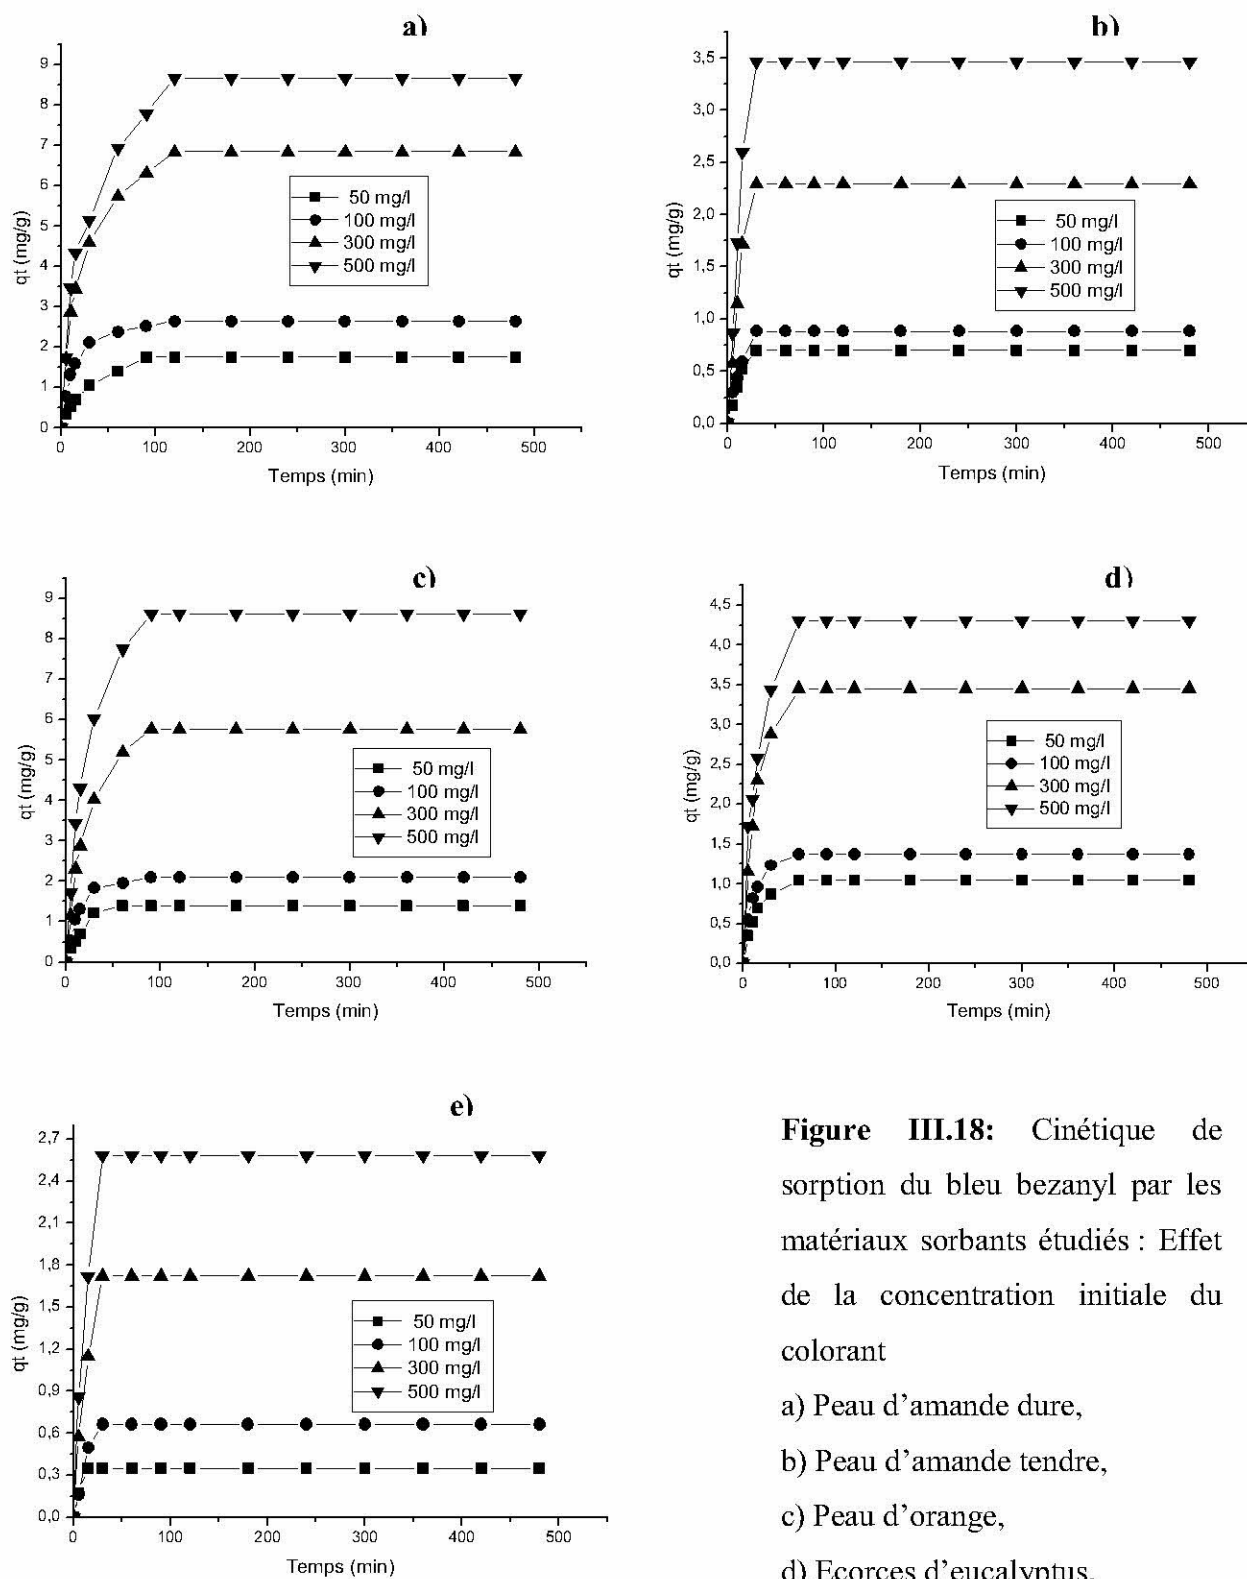 a)
9
8
7
6
5
4
3
2
1
0
qt (mg/g)
50 mg/l
100 mg/l
300 mg/l
500 mg/l
0 100 200 300 400 500
Temps (min)
b)
3,5
3,0
2,5
2,0
1,5
1,0
0,5
0,0
qt (mg/g)
50 mg/l
100 mg/l
300 mg/l
500 mg/l
0 100 200 300 400 500
Temps (min)
c)
9
8
7
6
5
4
3
2
1
0
qt (mg/g)
50 mg/l
100 mg/l
300 mg/l
500 mg/l
0 100 200 300 400 500
Temps (min)
d)
4,5
4,0
3,5
3,0
2,5
2,0
1,5
1,0
0,5
0,0
qt (mg/g)
50 mg/l
100 mg/l
300 mg/l
500 mg/l
0 100 200 300 400 500
Temps (min)
e)
2,7
2,4
2,1
1,8
1,5
1,2
0,9
0,6
0,3
0,0
qt (mg/g)
50 mg/l
100 mg/l
300 mg/l
500 mg/l
0 100 200 300 400 500
Temps (min)
Figure III.18: Cinétique de
sorption du bleu bezanyl par les
matériaux sorbants étudiés : Effet
de la concentration initiale du
colorant
a) Peau d'amande dure,
b) Peau d'amande tendre,
c) Peau d'orange,
d) Ecorces d'eucalyptus,